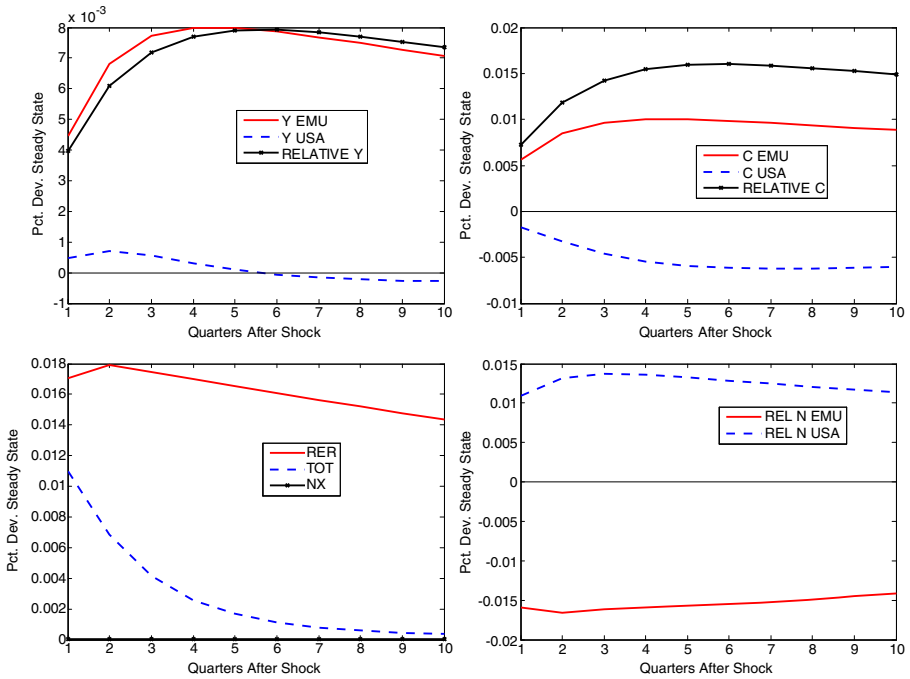 x 10⁻³
8
7
6
5
4
3
2
1
0
-1
Pct. Dev. Steady State
Y EMU
Y USA
RELATIVE Y
1 2 3 4 5 6 7 8 9 10
Quarters After Shock
0.02
0.015
0.01
0.005
0
-0.005
-0.01
Pct. Dev. Steady State
C EMU
C USA
RELATIVE C
1 2 3 4 5 6 7 8 9 10
Quarters After Shock
0.018
0.016
0.014
0.012
0.01
0.008
0.006
0.004
0.002
0
Pct. Dev. Steady State
RER
TOT
NX
1 2 3 4 5 6 7 8 9 10
Quarters After Shock
0.015
0.01
0.005
0
-0.005
-0.01
-0.015
-0.02
Pct. Dev. Steady State
REL N EMU
REL N USA
1 2 3 4 5 6 7 8 9 10
Quarters After Shock